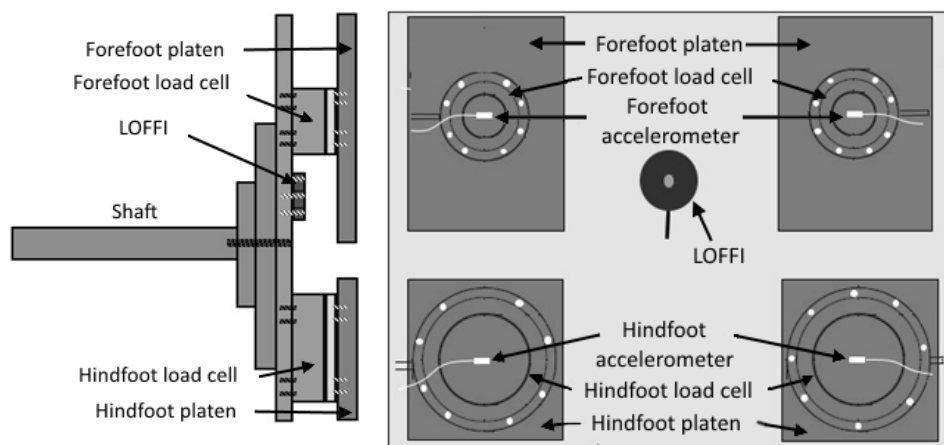 Forefoot platen
Forefoot load cell
LOFFI
Shaft
Hindfoot load cell
Hindfoot platen
Forefoot platen
Forefoot load cell
Forefoot
accelerometer
LOFFI
Hindfoot
accelerometer
Hindfoot load cell
Hindfoot platen